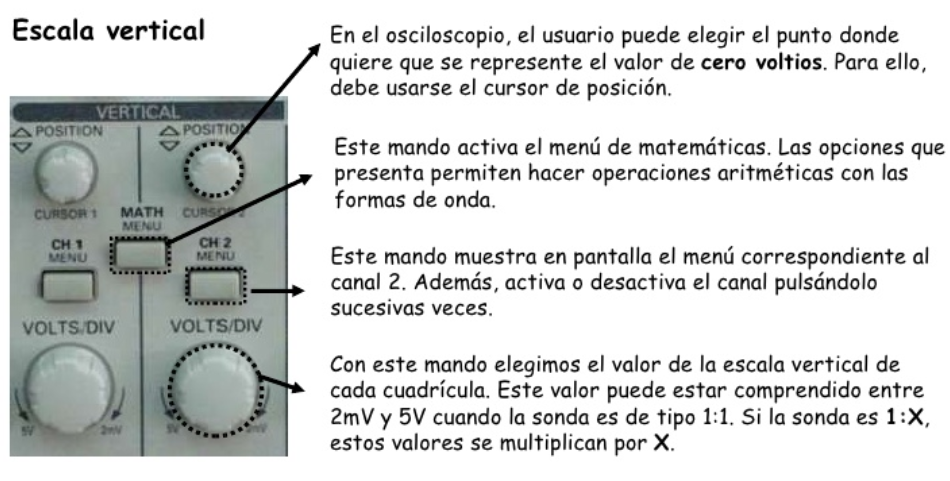 Escala vertical
En el osciloscopio, el usuario puede elegir el punto donde
quiere que se represente el valor de cero voltios. Para ello,
debe usarse el cursor de posición.
Este mando activa el menú de matemáticas. Las opciones que
presenta permiten hacer operaciones aritméticas con las
formas de onda.
Este mando muestra en pantalla el menú correspondiente al
canal 2. Además, activa o desactiva el canal pulsándolo
sucesivas veces.
Con este mando elegimos el valor de la escala vertical de
cada cuadrícula. Este valor puede estar comprendido entre
2mV y 5V cuando la sonda es de tipo 1:1. Si la sonda es 1:X,
estos valores se multiplican por X.
VERTICAL
POSITION POSITION
CURSOR 1 MATH CURSOR 2
MENU
CH 1 CH 2
MENU MENU
VOLTS/DIV VOLTS/DIV
5V 2mV 5V 2mV